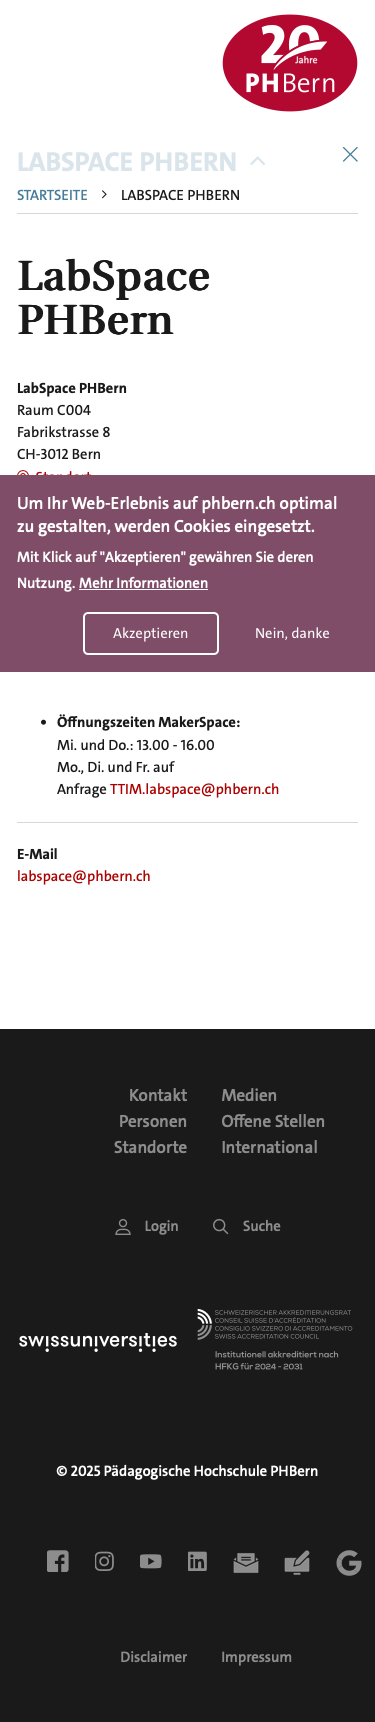 20
Jahre
PHBern
LABSPACE PHBERN
STARTSEITE > LABSPACE PHBERN
LabSpace
PHBern
LabSpace PHBern
Raum C004
Fabrikstrasse 8
CH-3012 Bern
Standort
Um Ihr Web-Erlebnis auf phbern.ch optimal
zu gestalten, werden Cookies eingesetzt.
Mit Klick auf "Akzeptieren" gewähren Sie deren
Nutzung. Mehr Informationen
Akzeptieren Nein, danke
• Öffnungszeiten MakerSpace:
Mi. und Do.: 13.00 - 16.00
Mo., Di. und Fr. auf
Anfrage TTIM.labspace@phbern.ch
E-Mail
labspace@phbern.ch
Kontakt Medien
Personen Offene Stellen
Standorte International
Login Suche
swissuniversities
SCHWEIZERISCHER AKKREDITIERUNGSRAT
CONSEIL SUISSE D'ACCRÉDITATION
CONSIGLIO SVIZZERO DI ACCREDITAMENTO
SWISS ACCREDITATION COUNCIL
Institutionell akkreditiert nach
HFKG für 2024 - 2031
© 2025 Pädagogische Hochschule PHBern
Disclaimer Impressum